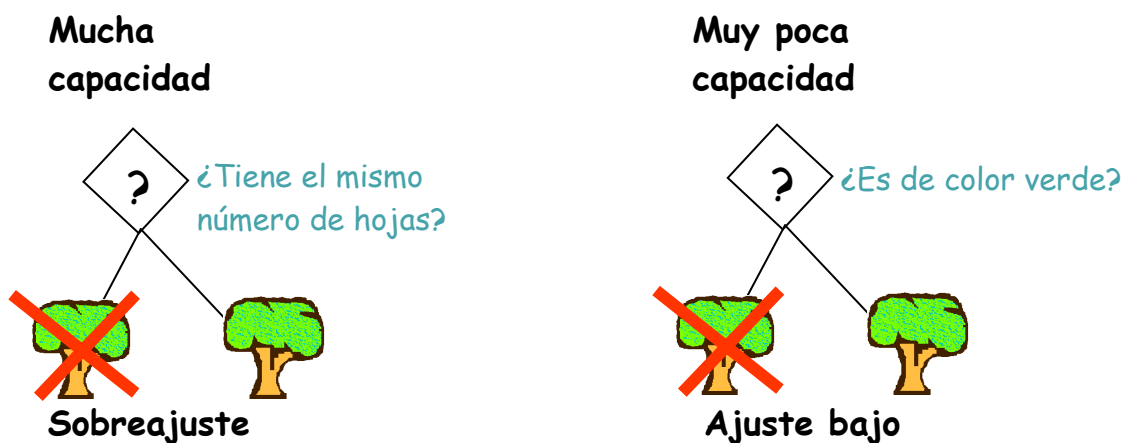 Mucha
capacidad
?
¿Tiene el mismo
número de hojas?
Sobreajuste
Muy poca
capacidad
?
¿Es de color verde?
Ajuste bajo